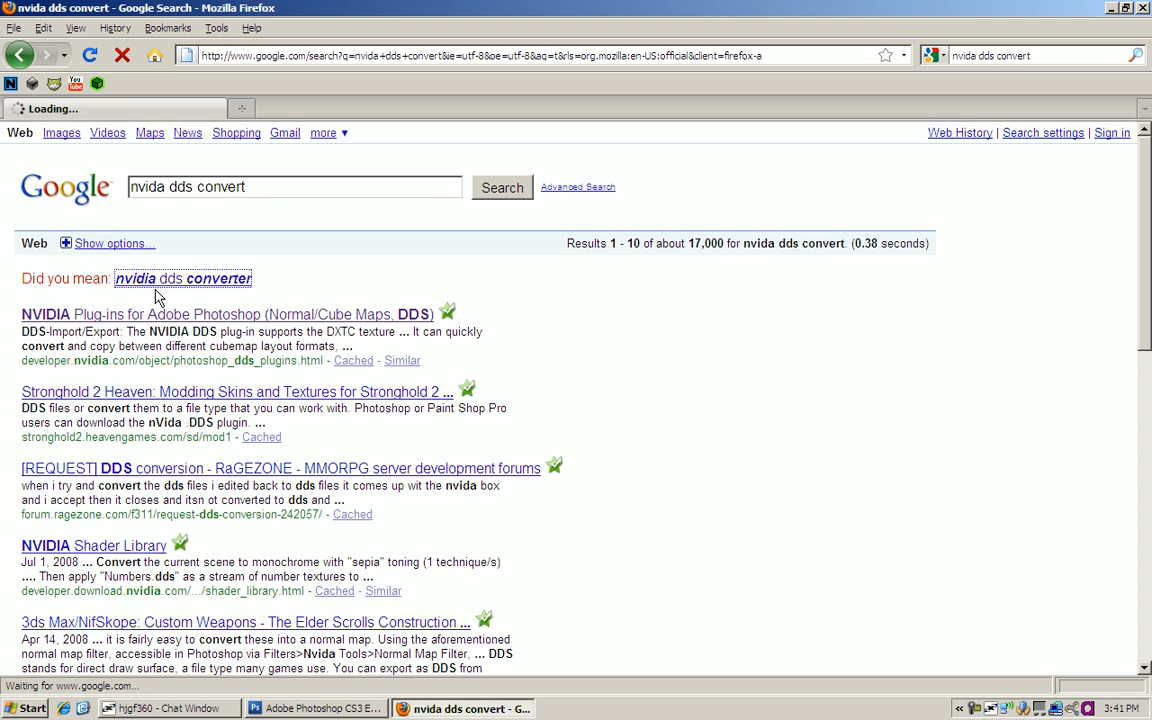 nvida dds convert - Google Search - Mozilla Firefox
File Edit View History Bookmarks Tools Help
http://www.google.com/search?q=nvida+dds+convert&ie=utf-8&oe=utf-8&aq=t&rls=org.mozilla:en-US:official&client=firefox-a
nvida dds convert
You Tube
Loading...
Web Images Videos Maps News Shopping Gmail more ▼
Web History | Search settings | Sign in
Google nvida dds convert Search Advanced Search
Web Show options... Results 1 - 10 of about 17,000 for nvida dds convert. (0.38 seconds)
Did you mean: nvidia dds converter
NVIDIA Plug-ins for Adobe Photoshop (Normal/Cube Maps, DDS)
DDS-Import/Export: The NVIDIA DDS plug-in supports the DXTC texture ... It can quickly
convert and copy between different cubemap layout formats, ...
developer.nvidia.com/object/photoshop_dds_plugins.html - Cached - Similar
Stronghold 2 Heaven: Modding Skins and Textures for Stronghold 2 ...
DDS files or convert them to a file type that you can work with. Photoshop or Paint Shop Pro
users can download the nVida .DDS plugin. ...
stronghold2.heavengames.com/sd/mod1 - Cached
[REQUEST] DDS conversion - RaGEZONE - MMORPG server development forums
when i try and convert the dds files i edited back to dds files it comes up wit the nvida box
and i accept then it closes and itsn ot converted to dds and ...
forum.ragezone.com/f311/request-dds-conversion-242057/ - Cached
NVIDIA Shader Library
Jul 1, 2008 ... Convert the current scene to monochrome with "sepia" toning (1 technique/s)
.... Then apply "Numbers.dds" as a stream of number textures to ...
developer.download.nvidia.com/.../shader_library.html - Cached - Similar
3ds Max/NifSkope: Custom Weapons - The Elder Scrolls Construction ...
Apr 14, 2008 ... it is fairly easy to convert these into a normal map. Using the aforementioned
normal map filter, accessible in Photoshop via Filters>Nvida Tools>Normal Map Filter, ... DDS
stands for direct draw surface, a file type many games use. You can export as DDS from
Waiting for www.google.com...
Start hjgf360 - Chat Window Adobe Photoshop CS3 E... nvida dds convert - G... « 3:41 PM